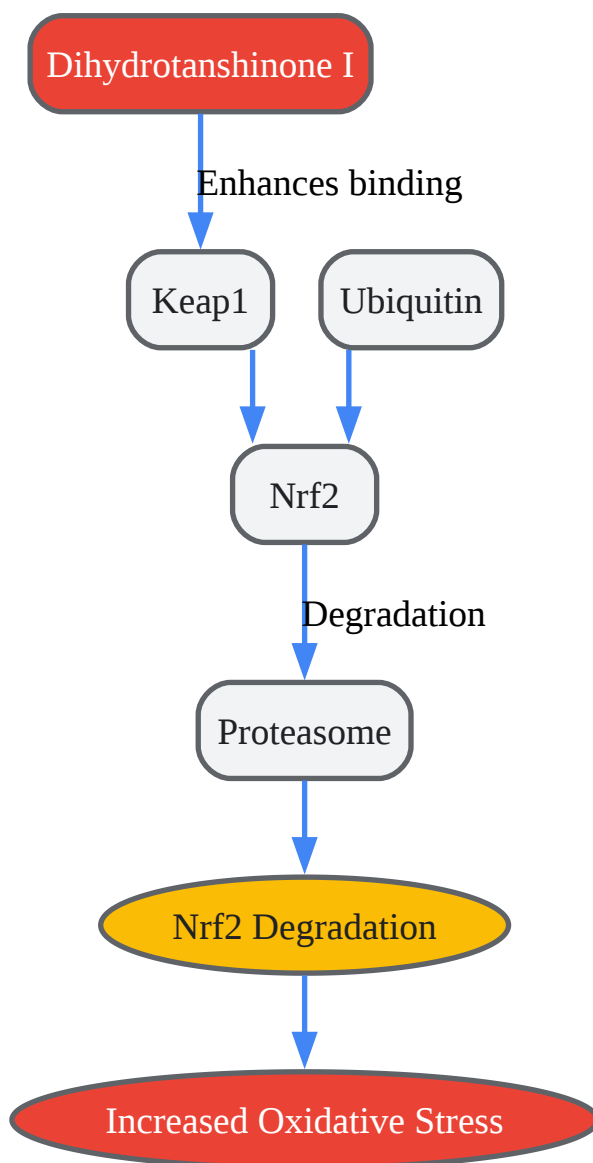 Dihydrotanshinone I
Enhances binding
Keap1
Ubiquitin
Nrf2
Degradation
Proteasome
Nrf2 Degradation
Increased Oxidative Stress